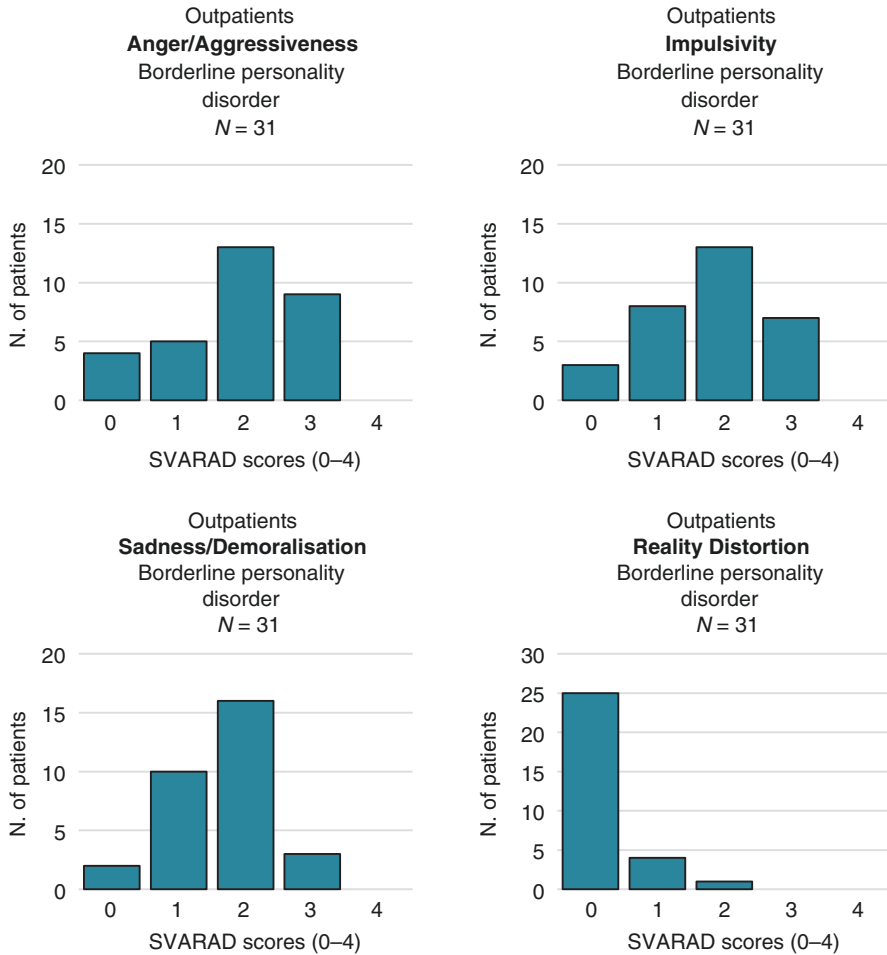 Outpatients
Anger/Aggressiveness
Borderline personality
disorder
N = 31
N. of patients
20
15
10
5
0
0 1 2 3 4
SVARAD scores (0–4)
Outpatients
Impulsivity
Borderline personality
disorder
N = 31
N. of patients
20
15
10
5
0
0 1 2 3 4
SVARAD scores (0–4)
Outpatients
Sadness/Demoralisation
Borderline personality
disorder
N = 31
N. of patients
20
15
10
5
0
0 1 2 3 4
SVARAD scores (0–4)
Outpatients
Reality Distortion
Borderline personality
disorder
N = 31
N. of patients
30
25
20
15
10
5
0
0 1 2 3 4
SVARAD scores (0–4)